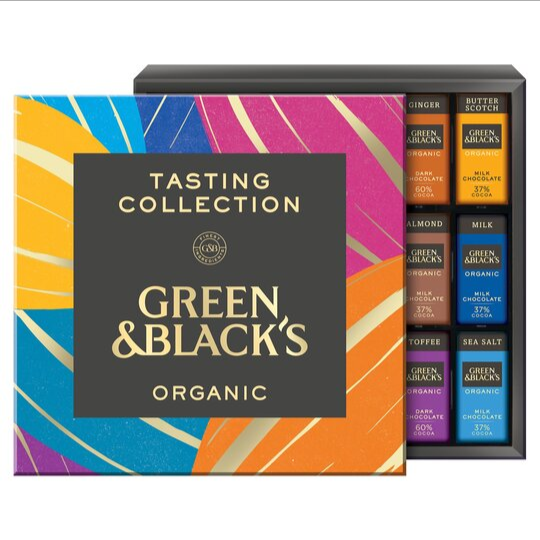 TASTING
COLLECTION
FINEST
G&B
INGREDIENTS
GREEN
&BLACK'S
ORGANIC
GINGER
GREEN
&BLACK'S
ORGANIC
DARK
CHOCOLATE
60%
COCOA
BUTTER
SCOTCH
GREEN
&BLACK'S
ORGANIC
MILK
CHOCOLATE
37%
COCOA
ALMOND
GREEN
&BLACK'S
ORGANIC
MILK
CHOCOLATE
37%
COCOA
MILK
GREEN
&BLACK'S
ORGANIC
MILK
CHOCOLATE
37%
COCOA
TOFFEE
GREEN
&BLACK'S
ORGANIC
DARK
CHOCOLATE
60%
COCOA
SEA SALT
GREEN
&BLACK'S
ORGANIC
MILK
CHOCOLATE
37%
COCOA